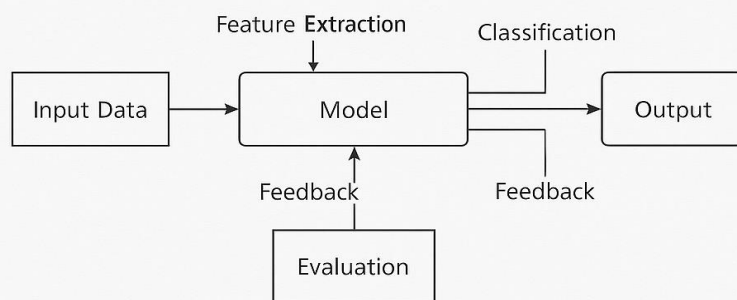 Feature Extraction
Classification
Input Data
Model
Output
Feedback
Feedback
Evaluation